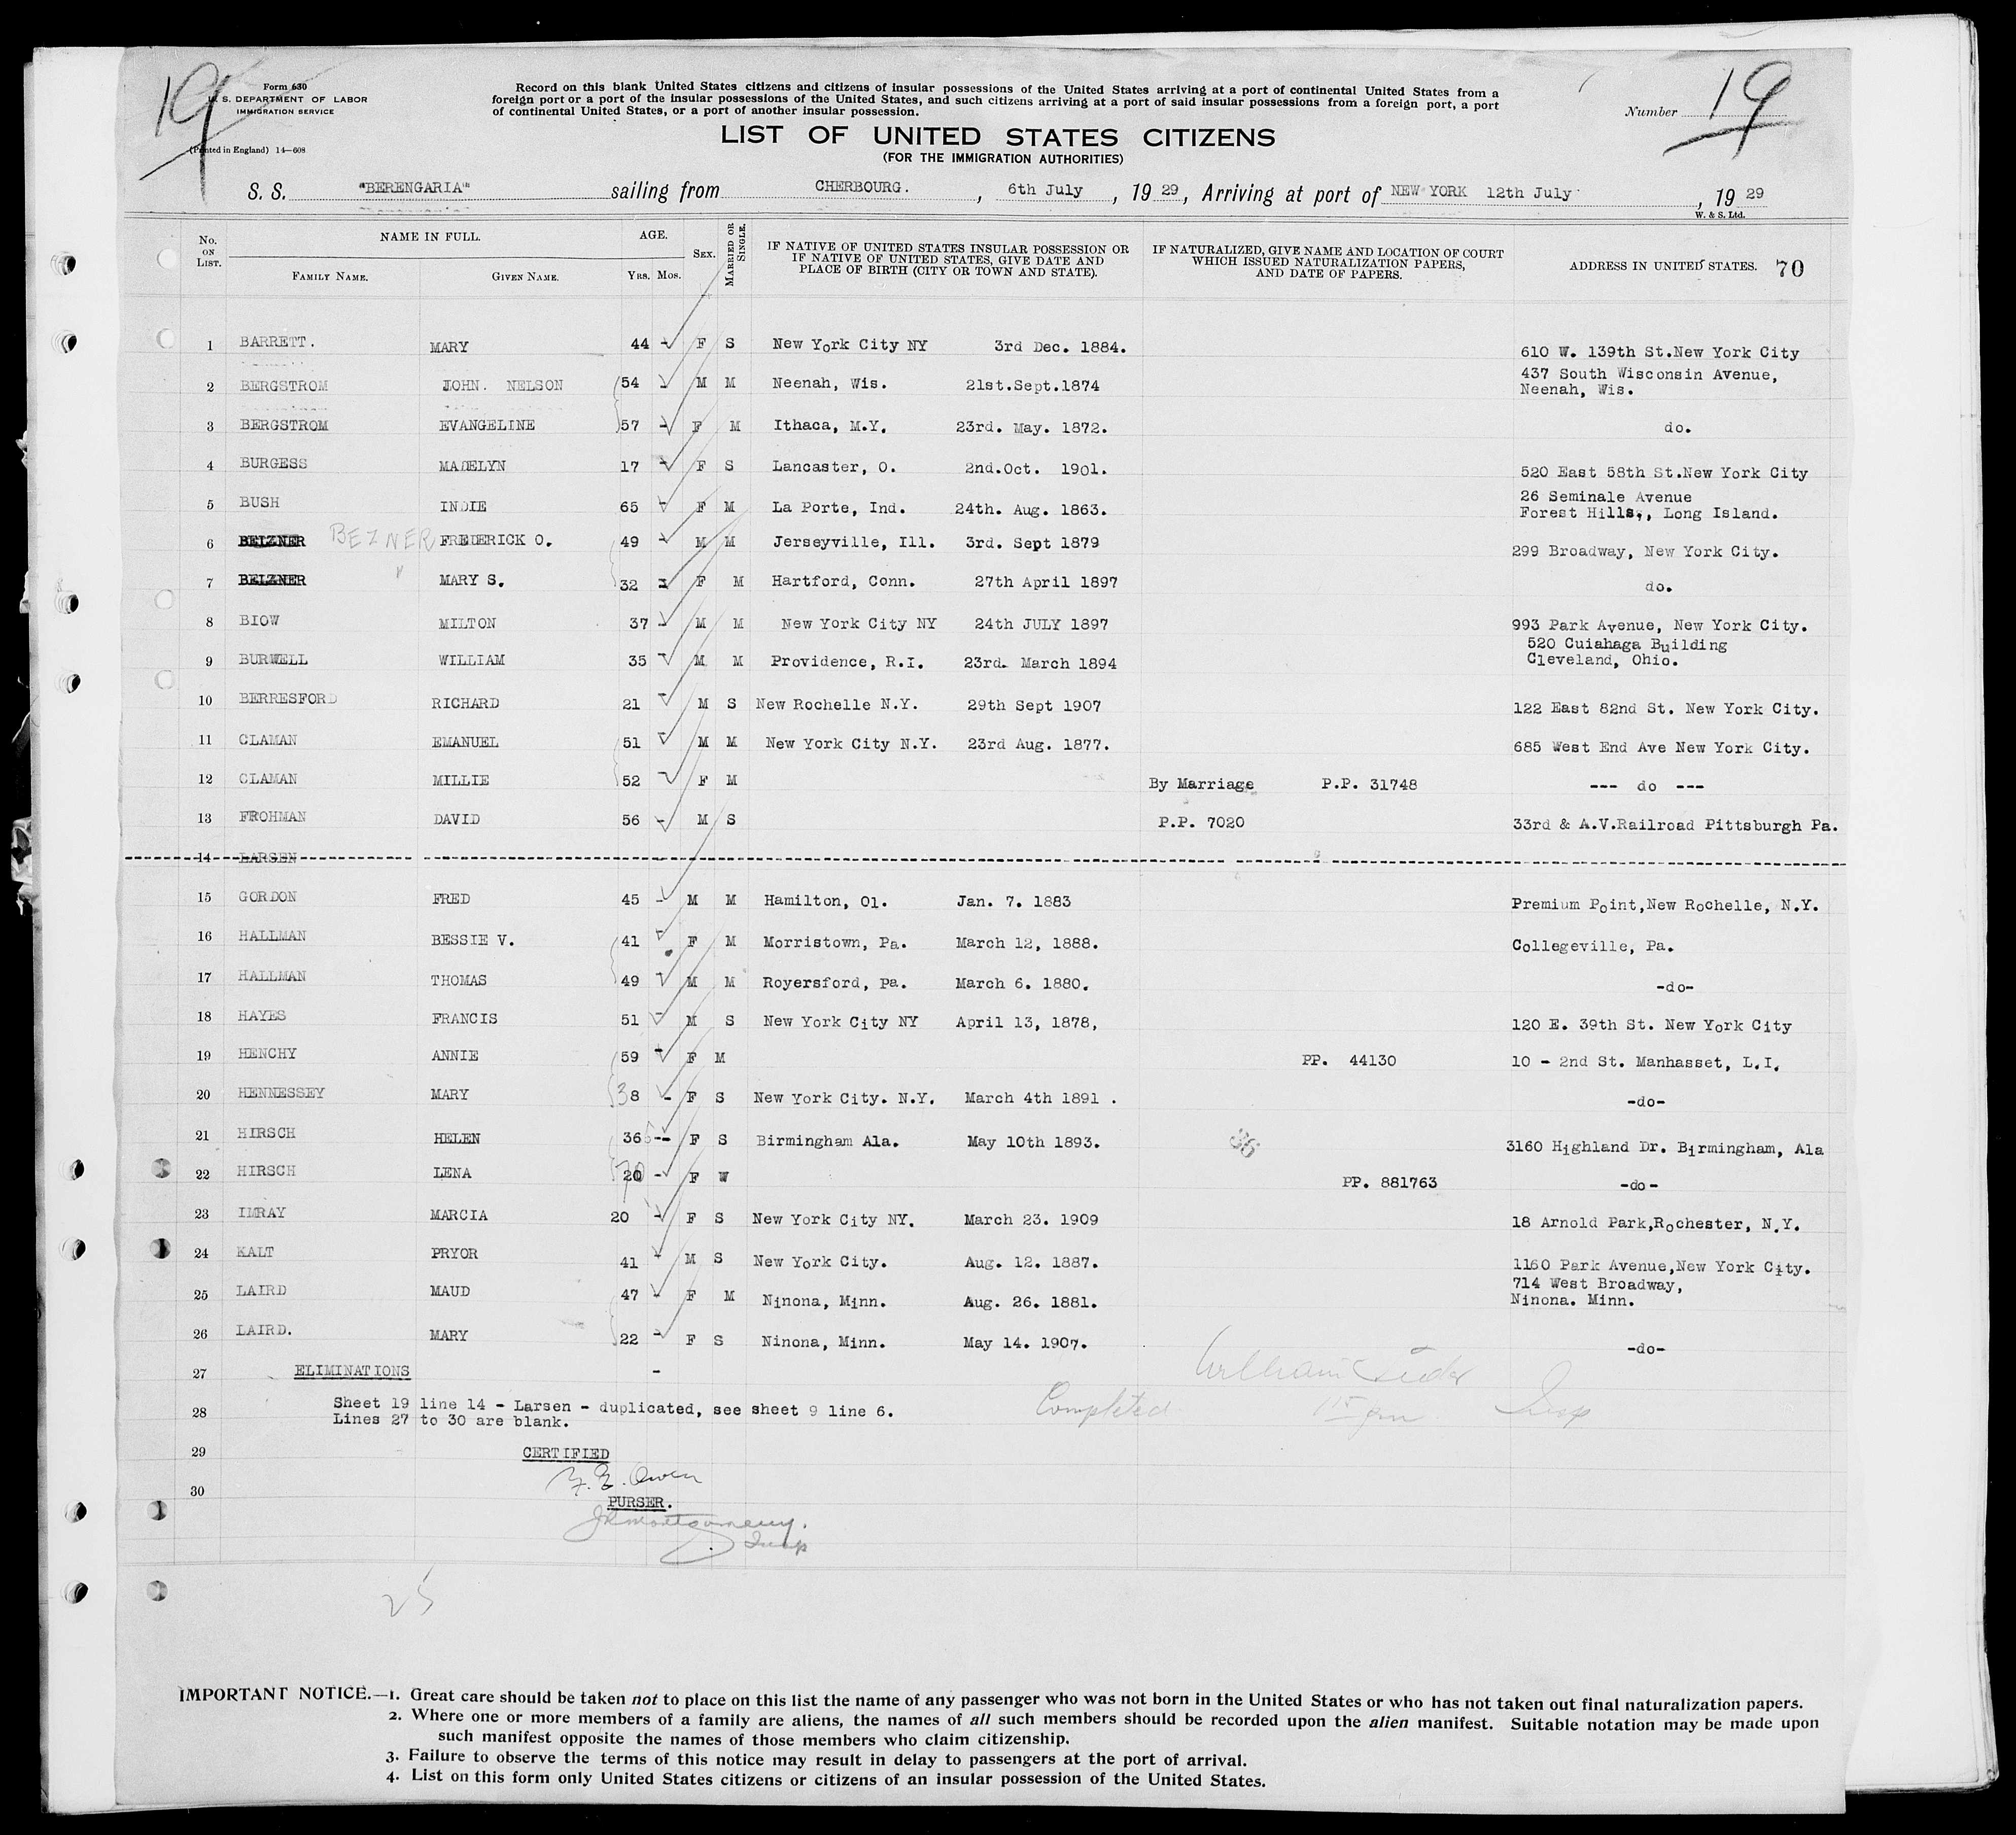 19
Form 630
U. S. DEPARTMENT OF LABOR
IMMIGRATION SERVICE
(Printed in England) 14—608
Record on this blank United States citizens and citizens of insular possessions of the United States arriving at a port of continental United States from a
foreign port or a port of the insular possessions of the United States, and such citizens arriving at a port of said insular possessions from a foreign port, a port
of continental United States, or a port of another insular possession.
Number 19
LIST OF UNITED STATES CITIZENS
(FOR THE IMMIGRATION AUTHORITIES)
S. S. "BERENGARIA" sailing from CHERBOURG. , 6th July , 19 29 , Arriving at port of NEW YORK 12th July , 19 29
W. & S. Ltd.
No. ON LIST.
NAME IN FULL.
FAMILY NAME. GIVEN NAME.
AGE.
YRS. MOS.
SEX.
MARRIED OR SINGLE.
IF NATIVE OF UNITED STATES INSULAR POSSESSION OR
IF NATIVE OF UNITED STATES, GIVE DATE AND
PLACE OF BIRTH (CITY OR TOWN AND STATE).
IF NATURALIZED, GIVE NAME AND LOCATION OF COURT
WHICH ISSUED NATURALIZATION PAPERS,
AND DATE OF PAPERS.
ADDRESS IN UNITED STATES. 70
1 BARRETT. MARY 44 - F S New York City NY 3rd Dec. 1884. 610 W. 139th St.New York City
2 BERGSTROM JOHN. NELSON 54 - M M Neenah, Wis. 21st.Sept.1874 437 South Wisconsin Avenue,
Neenah, Wis.
3 BERGSTROM EVANGELINE 57 - F M Ithaca, M.Y. 23rd. May. 1872. do.
4 BURGESS MADELYN 17 - F S Lancaster, O. 2nd.Oct. 1901. 520 East 58th St.New York City
5 BUSH INDIE 65 - F M La Porte, Ind. 24th. Aug. 1863. 26 Seminale Avenue
Forest Hills,, Long Island.
6 BELZNER BEZNER FREDERICK O. 49 - M M Jerseyville, Ill. 3rd. Sept 1879 299 Broadway, New York City.
7 BELZNER MARY S. 32 - F M Hartford, Conn. 27th April 1897 do.
8 BIOW MILTON 37 - M M New York City NY 24th JULY 1897 993 Park Avenue, New York City.
9 BURWELL WILLIAM 35 - M M Providence, R.I. 23rd. March 1894 520 Cuiahaga Building
Cleveland, Ohio.
10 BERRESFORD RICHARD 21 - M S New Rochelle N.Y. 29th Sept 1907 122 East 82nd St. New York City.
11 CLAMAN EMANUEL 51 - M M New York City N.Y. 23rd Aug. 1877. 685 West End Ave New York City.
12 CLAMAN MILLIE 52 - F M By Marriage P.P. 31748 --- do ---
13 FROHMAN DAVID 56 - M S P.P. 7020 33rd & A.V.Railroad Pittsburgh Pa.
14 LARSEN
15 GORDON FRED 45 - M M Hamilton, Ol. Jan. 7. 1883 Premium Point,New Rochelle, N.Y.
16 HALLMAN BESSIE V. 41 - F M Morristown, Pa. March 12, 1888. Collegeville, Pa.
17 HALLMAN THOMAS 49 - M M Royersford, Pa. March 6. 1880. -do-
18 HAYES FRANCIS 51 - M S New York City NY April 13, 1878, 120 E. 39th St. New York City
19 HENCHY ANNIE 59 - F M PP. 44130 10 - 2nd St. Manhasset, L.I.
20 HENNESSEY MARY 38 - F S New York City. N.Y. March 4th 1891 . -do-
21 HIRSCH HELEN 36 -- F S Birmingham Ala. May 10th 1893. 36 3160 Highland Dr. Birmingham, Ala
22 HIRSCH LENA 70 - F W PP. 881763 -do-
23 IMRAY MARCIA 20 - F S New York City NY. March 23. 1909 18 Arnold Park,Rochester, N.Y.
24 KALT PRYOR 41 - M S New York City. Aug. 12. 1887. 1160 Park Avenue,New York City.
25 LAIRD MAUD 47 - F M Ninona, Minn. Aug. 26. 1881. 714 West Broadway,
Ninona. Minn.
26 LAIRD. MARY 22 - F S Ninona, Minn. May 14. 1907. -do-
27 ELIMINATIONS -
28 Sheet 19 line 14 - Larsen - duplicated, see sheet 9 line 6. Completed Insp
Lines 27 to 30 are blank.
29 CERTIFIED
F. E. Owen
30
PURSER.
JR Montgomery.
Insp
25
IMPORTANT NOTICE.—1. Great care should be taken not to place on this list the name of any passenger who was not born in the United States or who has not taken out final naturalization papers.
2. Where one or more members of a family are aliens, the names of all such members should be recorded upon the alien manifest. Suitable notation may be made upon
such manifest opposite the names of those members who claim citizenship.
3. Failure to observe the terms of this notice may result in delay to passengers at the port of arrival.
4. List on this form only United States citizens or citizens of an insular possession of the United States.